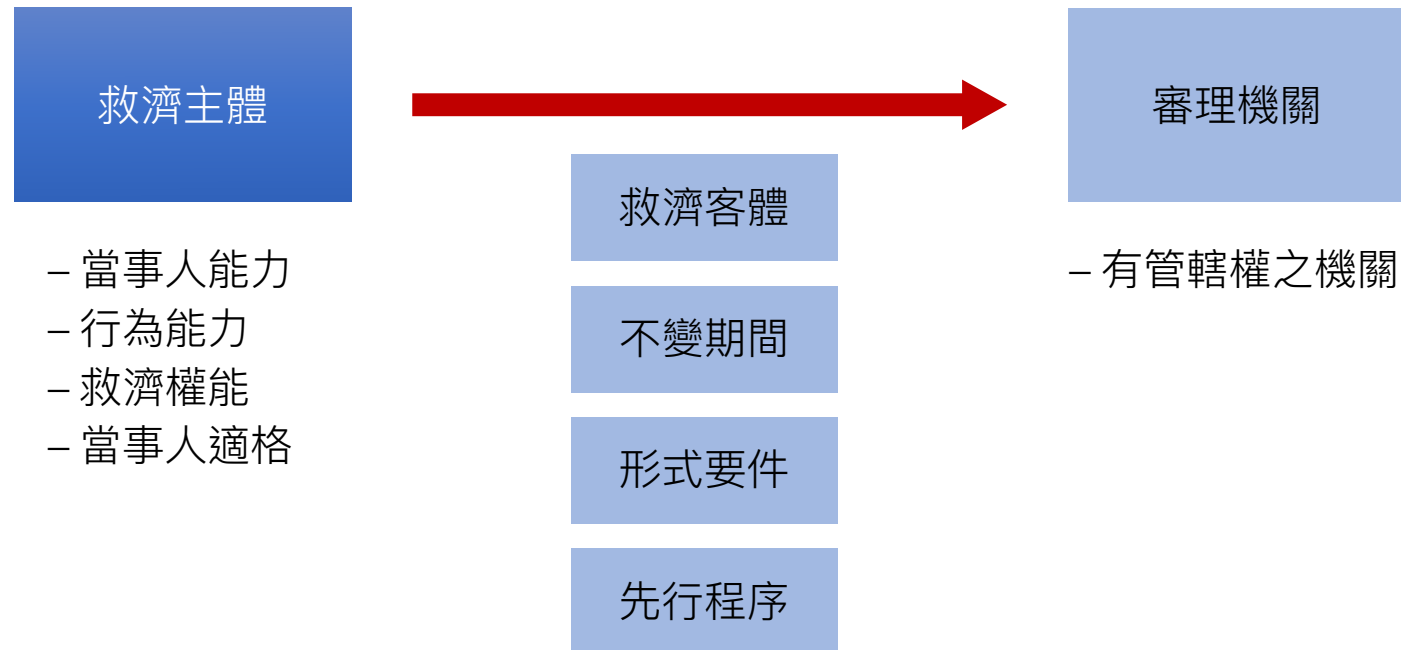 救濟主體
– 當事人能力
– 行為能力
– 救濟權能
– 當事人適格
救濟客體
不變期間
形式要件
先行程序
審理機關
– 有管轄權之機關